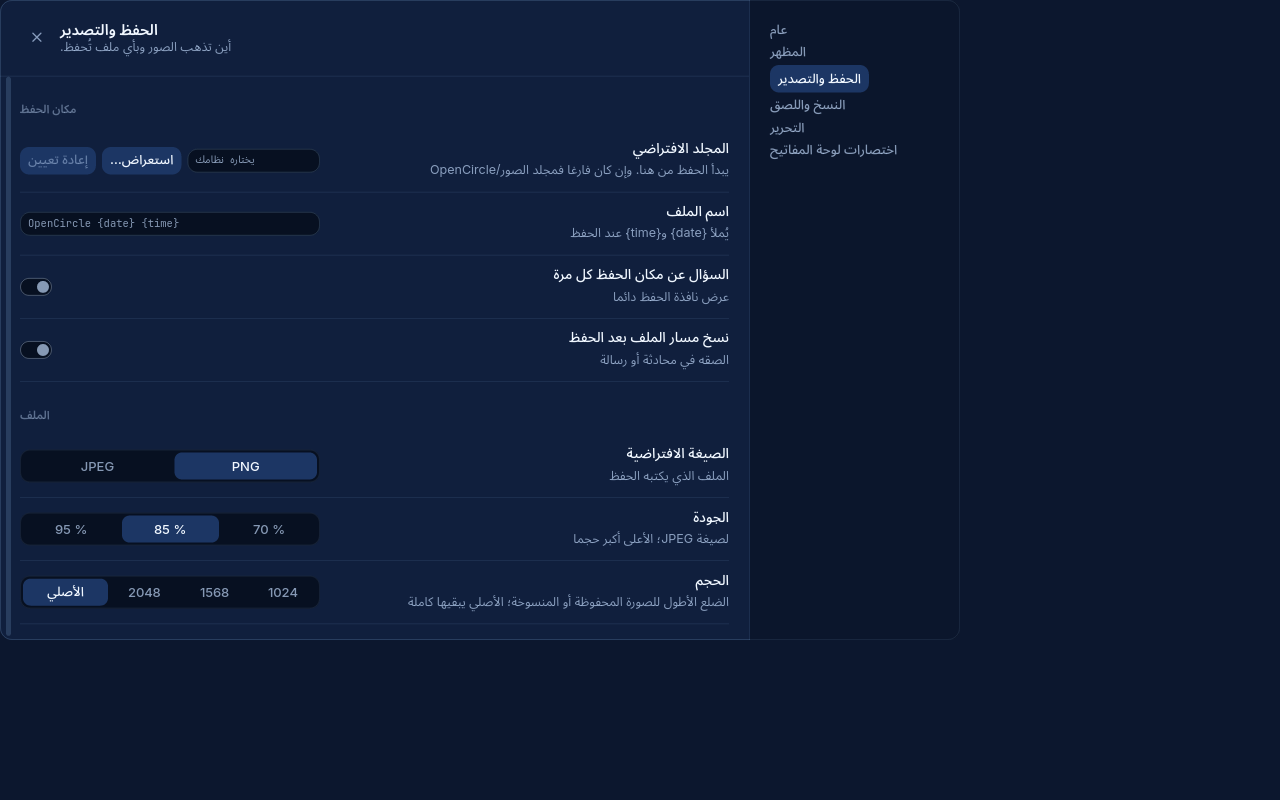 عام
المظهر
الحفظ والتصدير
النسخ واللصق
التحرير
اختصارات لوحة المفاتيح
الحفظ والتصدير
أين تذهب الصور وبأي ملف تُحفظ.
مكان الحفظ
المجلد الافتراضي
يبدأ الحفظ من هنا. وإن كان فارغا فمجلد الصور/OpenCircle
يختاره نظامك
استعراض...
إعادة تعيين
اسم الملف
يُملأ {date} و{time} عند الحفظ
OpenCircle {date} {time}
السؤال عن مكان الحفظ كل مرة
عرض نافذة الحفظ دائما
نسخ مسار الملف بعد الحفظ
الصقه في محادثة أو رسالة
الملف
الصيغة الافتراضية
الملف الذي يكتبه الحفظ
PNG
JPEG
الجودة
لصيغة JPEG؛ الأعلى أكبر حجما
70 %
85 %
95 %
الحجم
الضلع الأطول للصورة المحفوظة أو المنسوخة؛ الأصلي يبقيها كاملة
1024
1568
2048
الأصلي